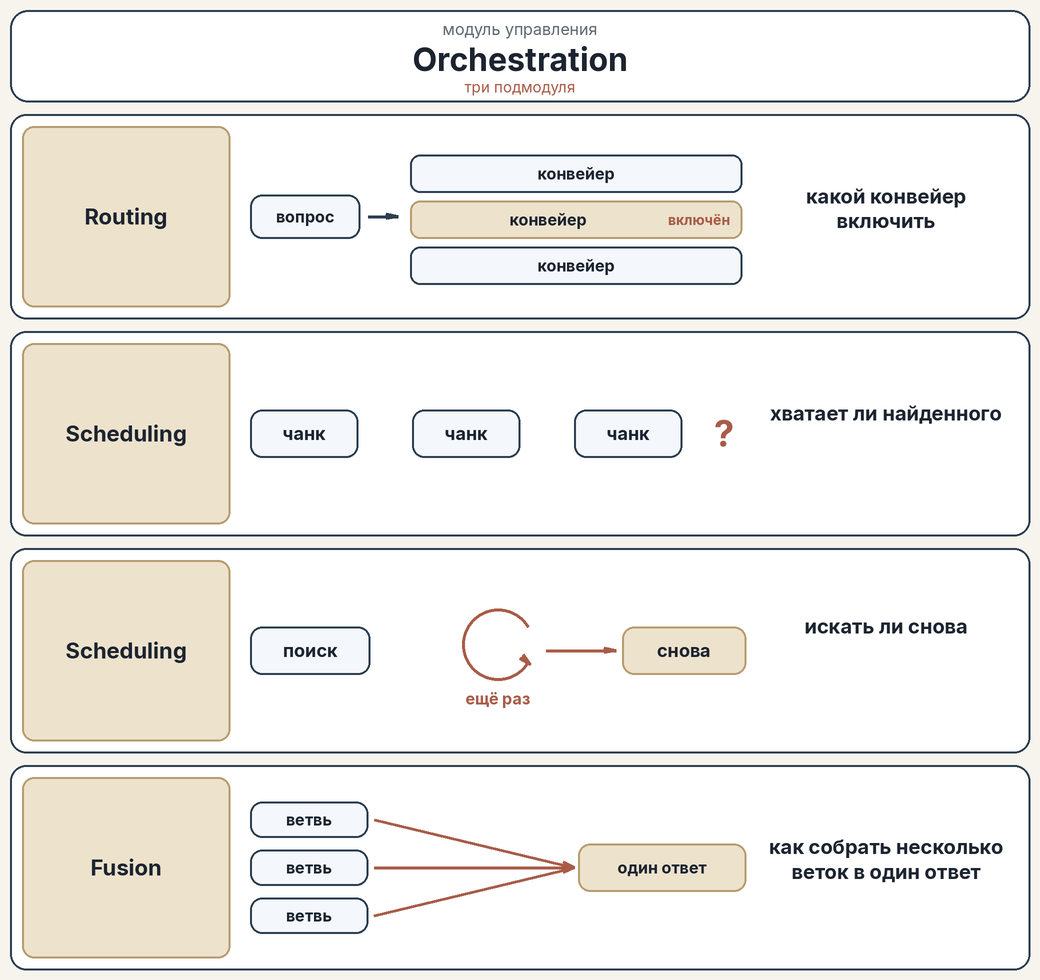 модуль управления
Orchestration
три подмодуля
Routing
вопрос
конвейер
конвейер
включён
конвейер
какой конвейер
включить
Scheduling
чанк
чанк
чанк
?
хватает ли найденного
Scheduling
поиск
ещё раз
снова
искать ли снова
Fusion
ветвь
ветвь
ветвь
один ответ
как собрать несколько
веток в один ответ